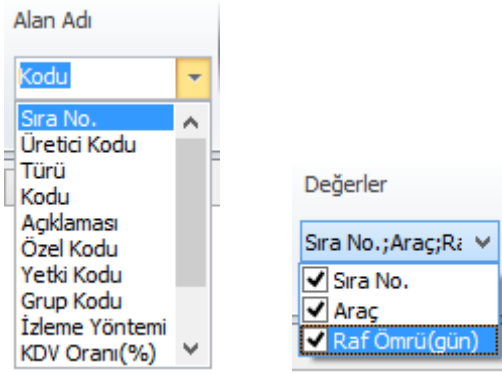 Alan Adı
Kodu
Sıra No.
Üretici Kodu
Türü
Kodu
Açıklaması
Özel Kodu
Yetki Kodu
Grup Kodu
İzleme Yöntemi
KDV Oranı(%)
Değerler
Sıra No.;Araç;Ra
Sıra No.
Araç
Raf Ömrü(gün)